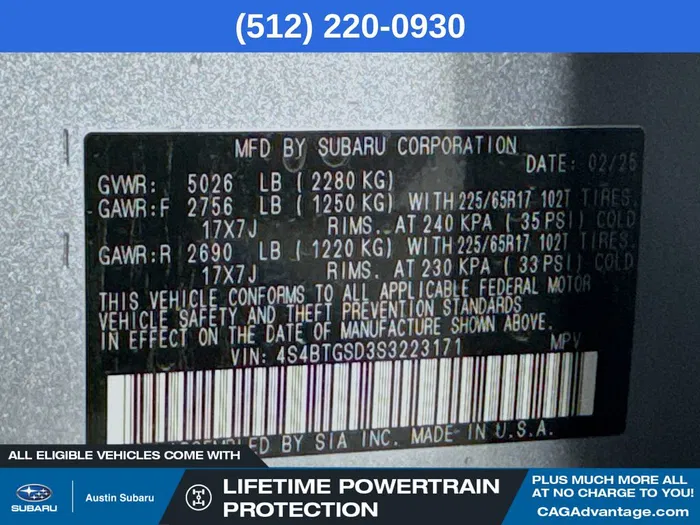 (512) 220-0930
MFD BY SUBARU CORPORATION
DATE: 02/25
GVWR: 5026 LB (2280 KG)
GAWR:F 2756 LB (1250 KG) WITH 225/65R17 102T TIRES,
17X7J RIMS. AT 240 KPA (35 PSI) COLD
GAWR:R 2690 LB (1220 KG) WITH 225/65R17 102T TIRES,
17X7J RIMS. AT 230 KPA (33 PSI) COLD
THIS VEHICLE CONFORMS TO ALL APPLICABLE FEDERAL MOTOR
VEHICLE SAFETY AND THEFT PREVENTION STANDARDS
IN EFFECT ON THE DATE OF MANUFACTURE SHOWN ABOVE.
VIN: 4S4BTGSD3S3223171 MPV
ASSEMBLED BY SIA INC. MADE IN U.S.A.
ALL ELIGIBLE VEHICLES COME WITH
SUBARU
Austin Subaru
LIFETIME POWERTRAIN
PROTECTION
PLUS MUCH MORE ALL
AT NO CHARGE TO YOU!
CAGAdvantage.com